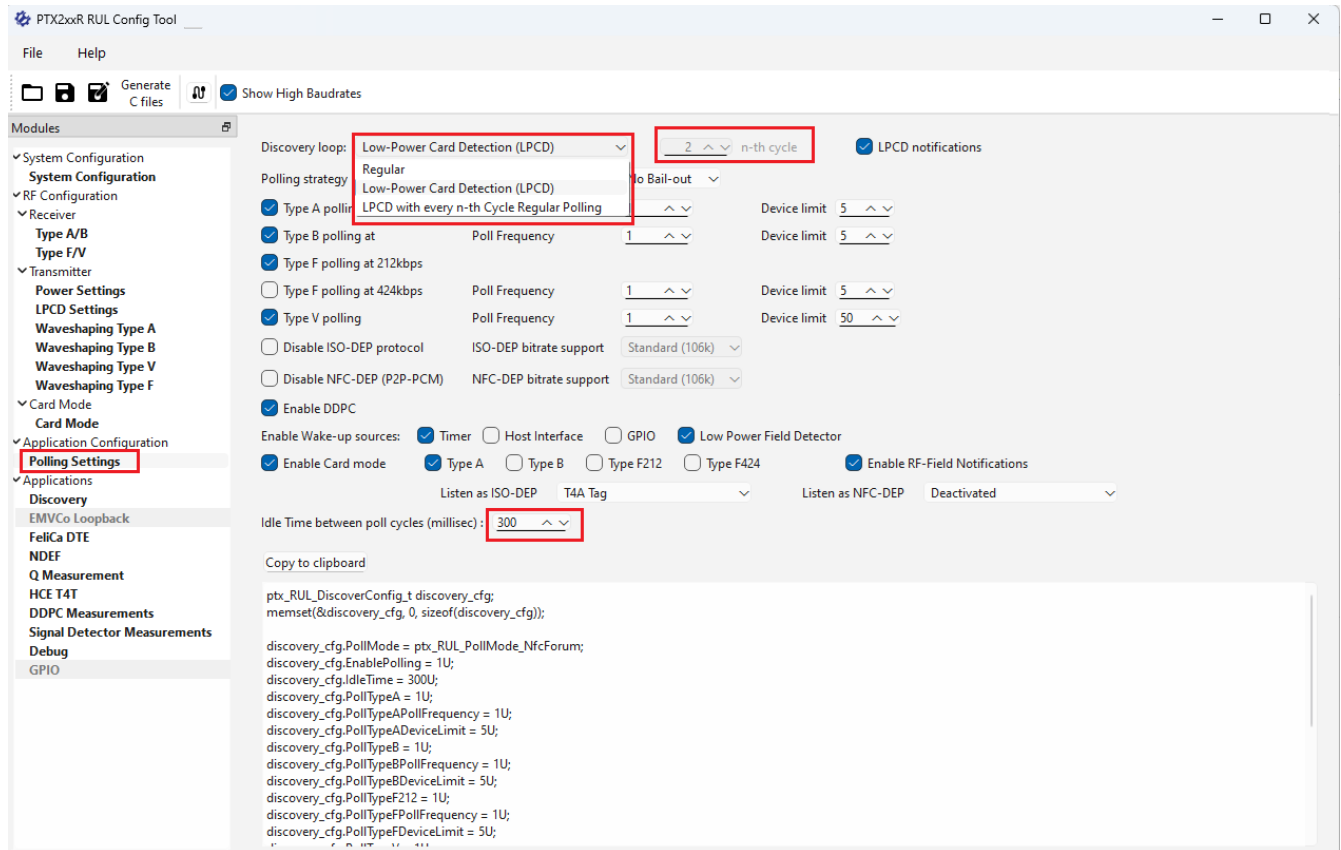 PTX2xxR RUL Config Tool
File Help
Generate
C files
Show High Baudrates
Modules
System Configuration
System Configuration
RF Configuration
Receiver
Type A/B
Type F/V
Transmitter
Power Settings
LPCD Settings
Waveshaping Type A
Waveshaping Type B
Waveshaping Type V
Waveshaping Type F
Card Mode
Card Mode
Application Configuration
Polling Settings
Applications
Discovery
EMVCo Loopback
FeliCa DTE
NDEF
Q Measurement
HCE T4T
DDPC Measurements
Signal Detector Measurements
Debug
GPIO
Discovery loop: Low-Power Card Detection (LPCD) 2 n-th cycle LPCD notifications
Regular
Low-Power Card Detection (LPCD)
LPCD with every n-th Cycle Regular Polling
Polling strategy No Bail-out
Type A pollin Device limit 5
Type B polling at Poll Frequency 1 Device limit 5
Type F polling at 212kbps
Type F polling at 424kbps Poll Frequency 1 Device limit 5
Type V polling Poll Frequency 1 Device limit 50
Disable ISO-DEP protocol ISO-DEP bitrate support Standard (106k)
Disable NFC-DEP (P2P-PCM) NFC-DEP bitrate support Standard (106k)
Enable DDPC
Enable Wake-up sources: Timer Host Interface GPIO Low Power Field Detector
Enable Card mode Type A Type B Type F212 Type F424 Enable RF-Field Notifications
Listen as ISO-DEP T4A Tag Listen as NFC-DEP Deactivated
Idle Time between poll cycles (millisec) : 300
Copy to clipboard
ptx_RUL_DiscoverConfig_t discovery_cfg;
memset(&discovery_cfg, 0, sizeof(discovery_cfg));
discovery_cfg.PollMode = ptx_RUL_PollMode_NfcForum;
discovery_cfg.EnablePolling = 1U;
discovery_cfg.IdleTime = 300U;
discovery_cfg.PollTypeA = 1U;
discovery_cfg.PollTypeAPollFrequency = 1U;
discovery_cfg.PollTypeADeviceLimit = 5U;
discovery_cfg.PollTypeB = 1U;
discovery_cfg.PollTypeBPollFrequency = 1U;
discovery_cfg.PollTypeBDeviceLimit = 5U;
discovery_cfg.PollTypeF212 = 1U;
discovery_cfg.PollTypeFPollFrequency = 1U;
discovery_cfg.PollTypeFDeviceLimit = 5U;